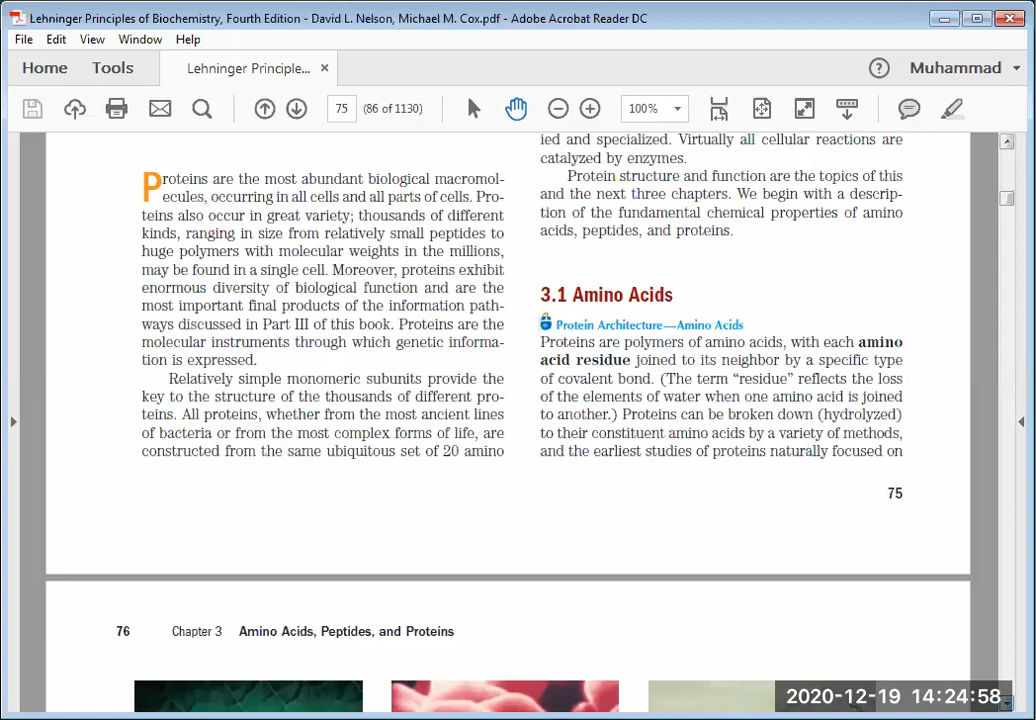 Lehninger Principles of Biochemistry, Fourth Edition - David L. Nelson, Michael M. Cox.pdf - Adobe Acrobat Reader DC
File Edit View Window Help
Home Tools Lehninger Principle... × ? Muhammad
75 (86 of 1130) 100%
Proteins are the most abundant biological macromol-
ecules, occurring in all cells and all parts of cells. Pro-
teins also occur in great variety; thousands of different
kinds, ranging in size from relatively small peptides to
huge polymers with molecular weights in the millions,
may be found in a single cell. Moreover, proteins exhibit
enormous diversity of biological function and are the
most important final products of the information path-
ways discussed in Part III of this book. Proteins are the
molecular instruments through which genetic informa-
tion is expressed.
Relatively simple monomeric subunits provide the
key to the structure of the thousands of different pro-
teins. All proteins, whether from the most ancient lines
of bacteria or from the most complex forms of life, are
constructed from the same ubiquitous set of 20 amino
ied and specialized. Virtually all cellular reactions are
catalyzed by enzymes.
Protein structure and function are the topics of this
and the next three chapters. We begin with a descrip-
tion of the fundamental chemical properties of amino
acids, peptides, and proteins.
3.1 Amino Acids
Protein Architecture—Amino Acids
Proteins are polymers of amino acids, with each amino
acid residue joined to its neighbor by a specific type
of covalent bond. (The term “residue” reflects the loss
of the elements of water when one amino acid is joined
to another.) Proteins can be broken down (hydrolyzed)
to their constituent amino acids by a variety of methods,
and the earliest studies of proteins naturally focused on
75
76 Chapter 3 Amino Acids, Peptides, and Proteins
2020-12-19 14:24:58